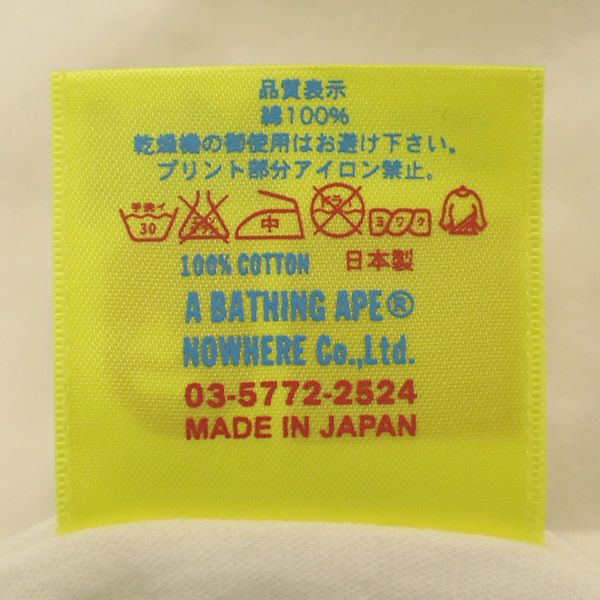 品質表示
綿100%
乾燥機の御使用はお避け下さい。
プリント部分アイロン禁止。
手洗イ 30 中 ドライ ヨワク
100% COTTON 日本製
A BATHING APE®
NOWHERE Co.,Ltd.
03-5772-2524
MADE IN JAPAN